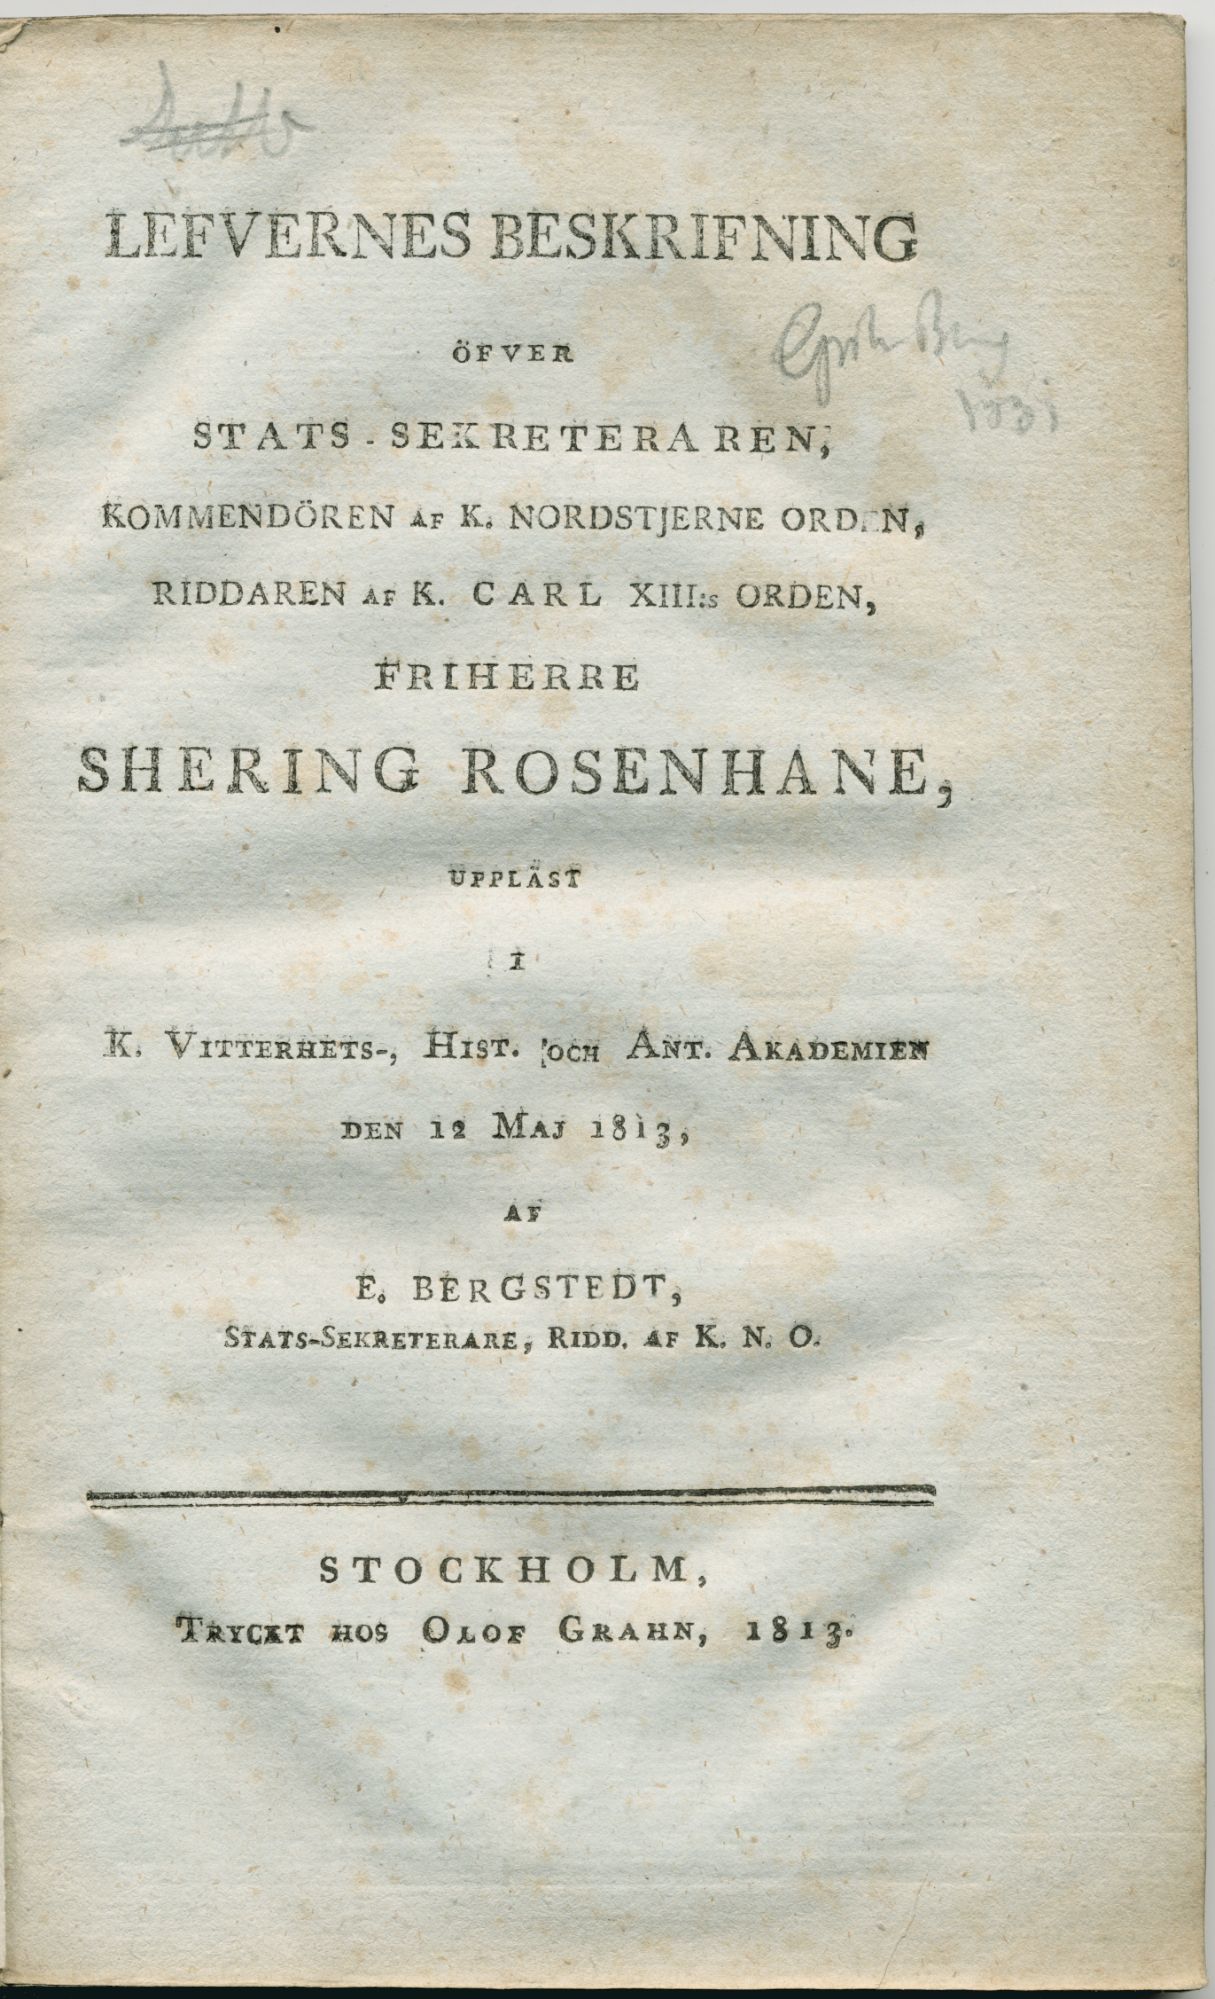 LEFVERNES BESKRIFNING
ÖFVER
STATS-SEKRETERAREN,
KOMMENDÖREN AF K. NORDSTJERNE ORDEN,
RIDDAREN AF K. CARL XIII:s ORDEN,
FRIHERRE
SHERING ROSENHANE,
UPPLÄST
I
K. VITTERHETS-, HIST. OCH ANT. AKADEMIEN
DEN 12 MAJ 1813,
AF
E. BERGSTEDT,
STATS-SEKRETERARE, RIDD. AF K. N. O.
STOCKHOLM,
TRYCKT HOS OLOF GRAHN, 1813.